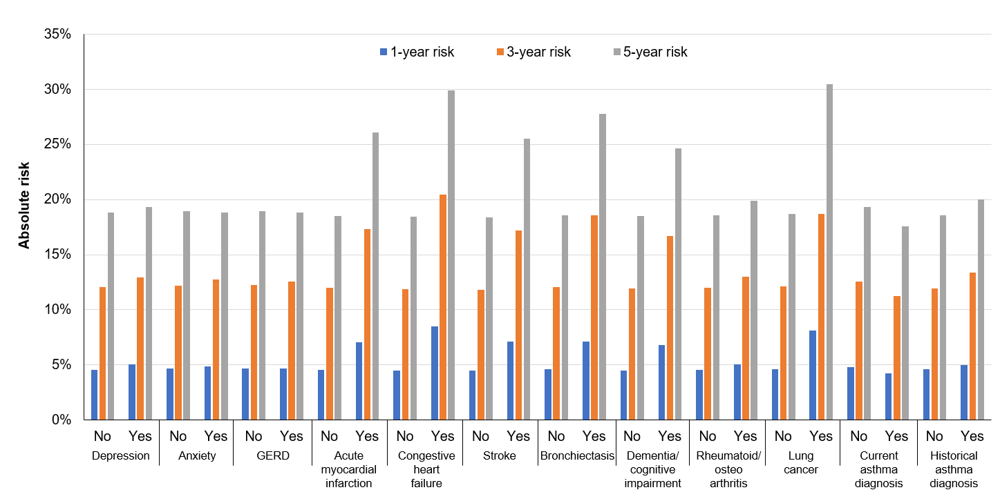 35%
1-year risk 3-year risk 5-year risk
30%
25%
20%
15%
10%
5%
0%
Absolute risk
No Yes No Yes No Yes No Yes No Yes No Yes No Yes No Yes No Yes No Yes No Yes No Yes
Depression
Anxiety
GERD
Acute
myocardial
infarction
Congestive
heart
failure
Stroke
Bronchiectasis
Dementia/
cognitive
impairment
Rheumatoid/
osteo
arthritis
Lung
cancer
Current
asthma
diagnosis
Historical
asthma
diagnosis